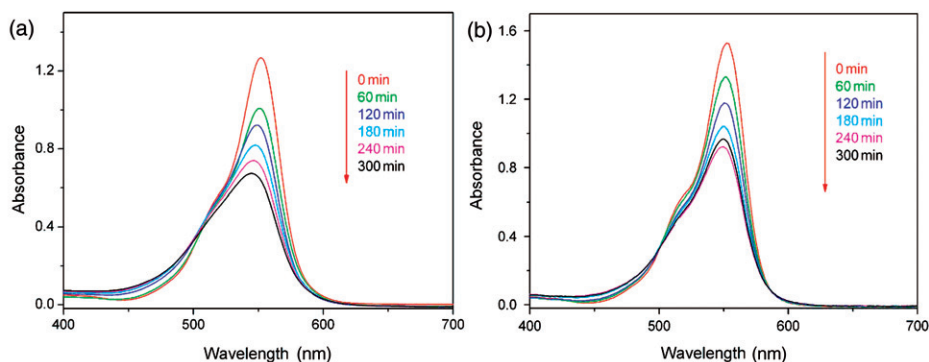 (a)
Absorbance
1.2
0.8
0.4
0.0
0 min
60 min
120 min
180 min
240 min
300 min
400
500
600
700
Wavelength (nm)
(b)
Absorbance
1.6
1.2
0.8
0.4
0.0
0 min
60 min
120 min
180 min
240 min
300 min
400
500
600
700
Wavelength (nm)